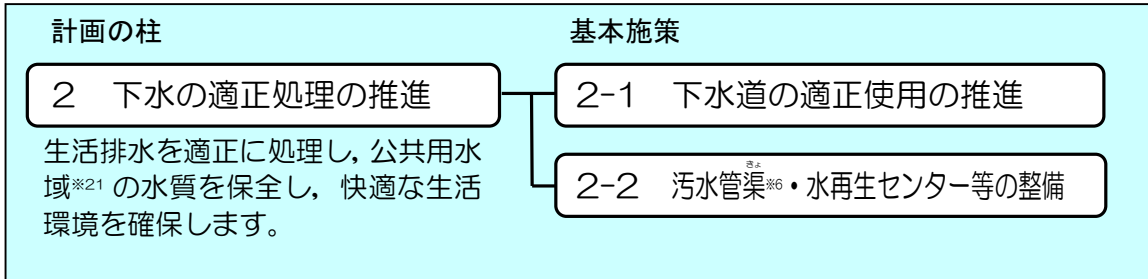 計画の柱
基本施策
2 下水の適正処理の推進
2-1 下水道の適正使用の推進
生活排水を適正に処理し,公共用水
域※21 の水質を保全し, 快適な生活
環境を確保します。
きょ
2-2 汚水管渠※6・水再生センター等の整備